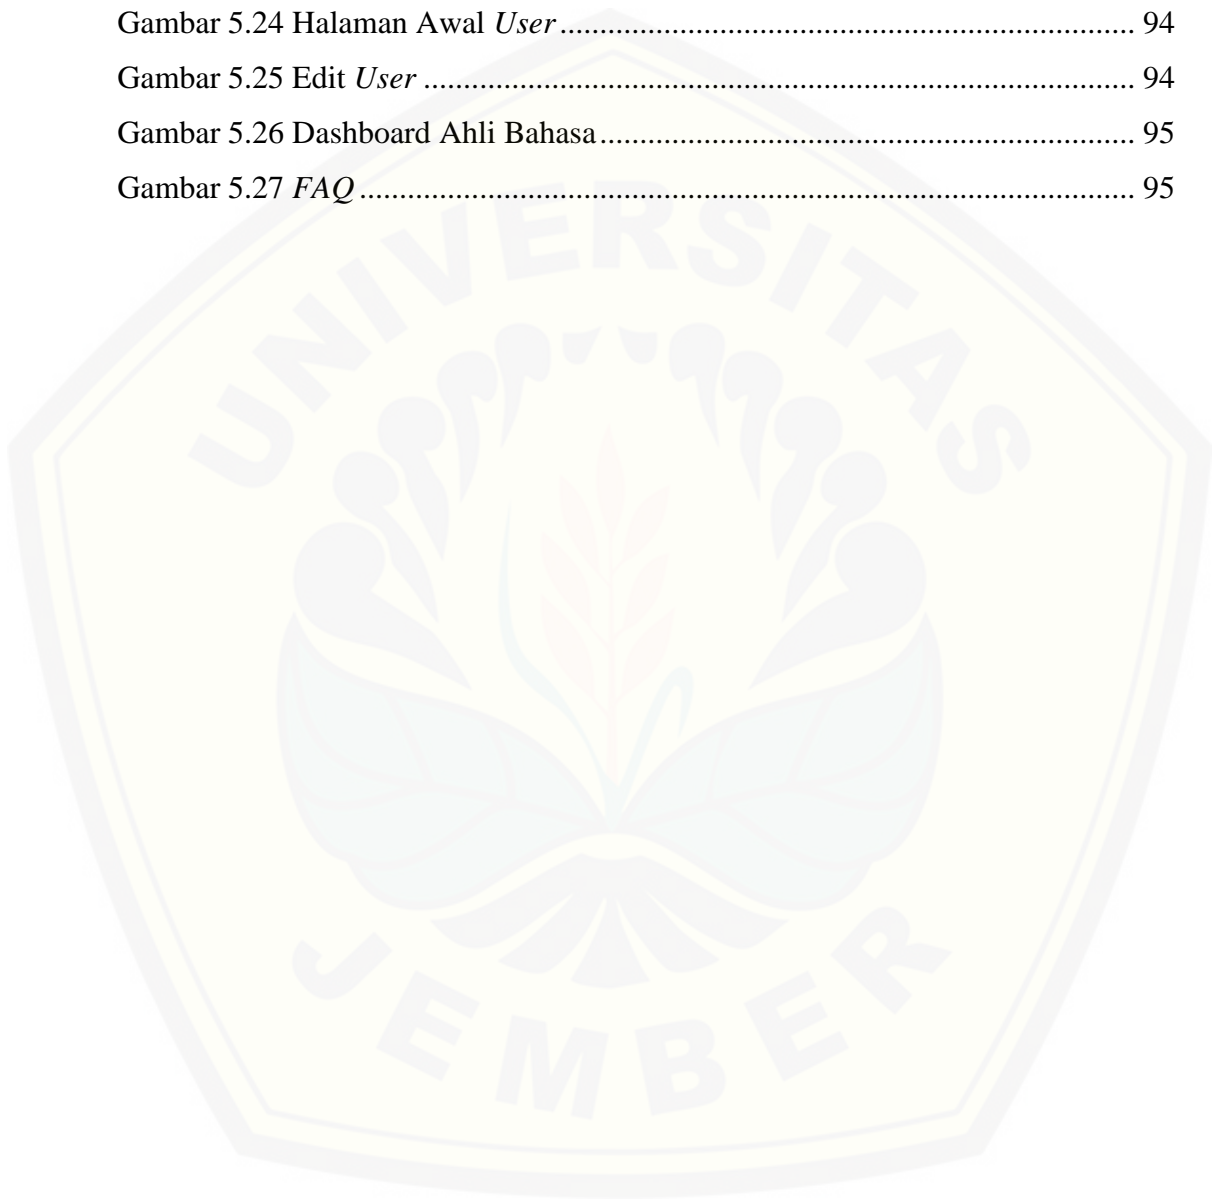 Gambar 5.24 Halaman Awal User ........................................................................ 94
Gambar 5.25 Edit User ......................................................................................... 94
Gambar 5.26 Dashboard Ahli Bahasa................................................................... 95
Gambar 5.27 FAQ ................................................................................................. 95
UNIVERSITAS
JEMBER